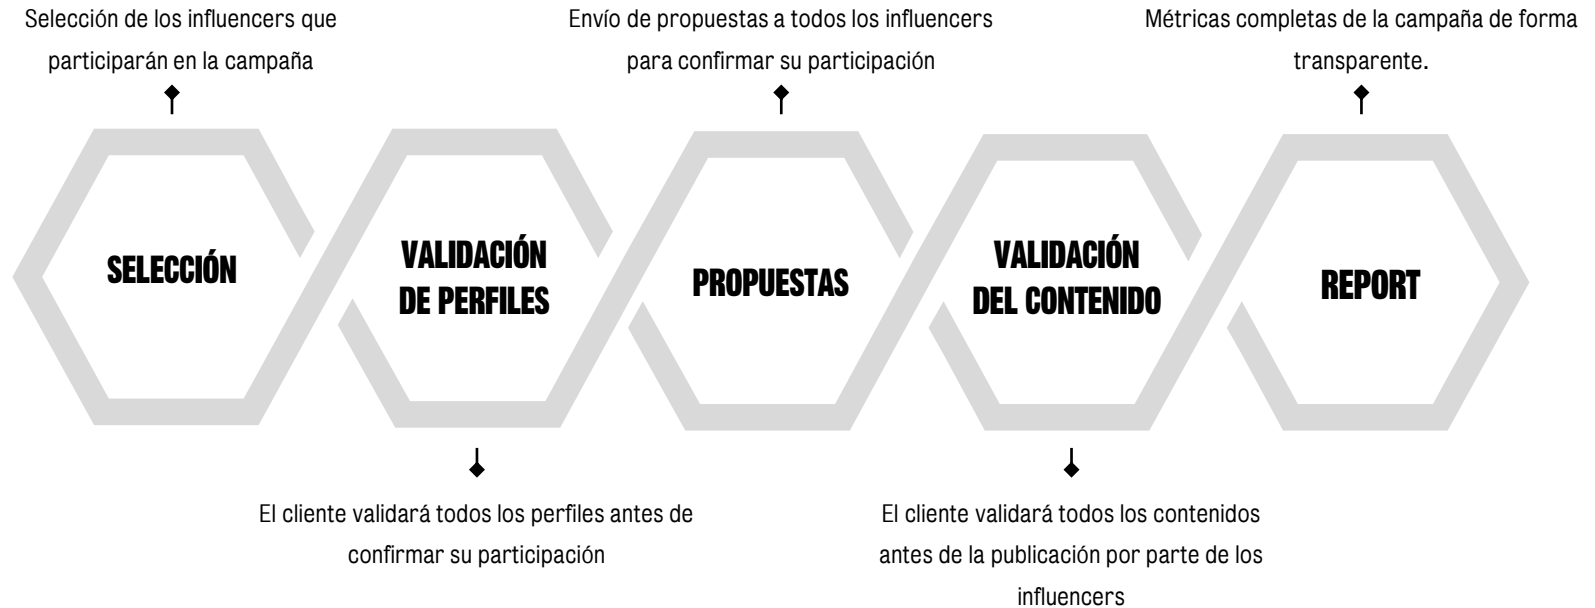 Selección de los influencers que
participarán en la campaña
Envío de propuestas a todos los influencers
para confirmar su participación
Métricas completas de la campaña de forma
transparente.
SELECCIÓN
VALIDACIÓN
DE PERFILES
PROPUESTAS
VALIDACIÓN
DEL CONTENIDO
REPORT
El cliente validará todos los perfiles antes de
confirmar su participación
El cliente validará todos los contenidos
antes de la publicación por parte de los
influencers